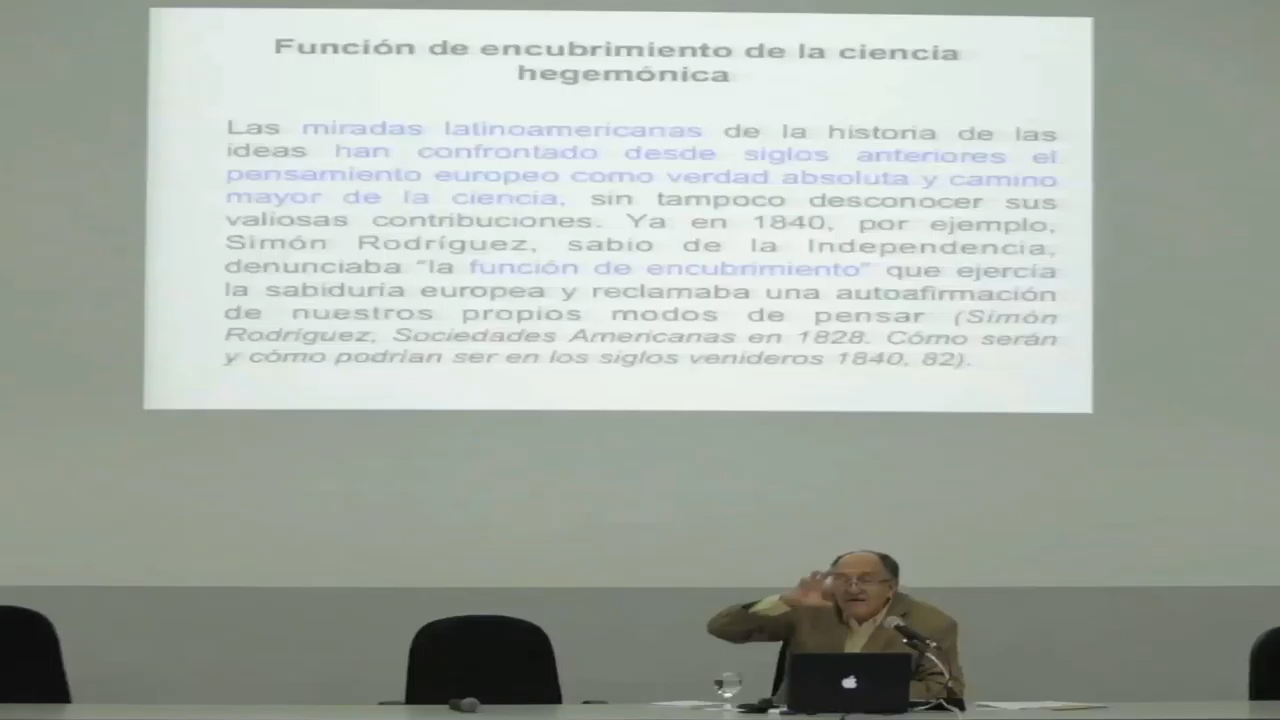 Función de encubrimiento de la ciencia
hegemónica
Las miradas latinoamericanas de la historia de las
ideas han confrontado desde siglos anteriores el
pensamiento europeo como verdad absoluta y camino
mayor de la ciencia, sin tampoco desconocer sus
valiosas contribuciones. Ya en 1840, por ejemplo,
Simón Rodríguez, sabio de la Independencia,
denunciaba "la función de encubrimiento" que ejercía
la sabiduría europea y reclamaba una autoafirmación
de nuestros propios modos de pensar (Simón
Rodríguez, Sociedades Americanas en 1828. Cómo serán
y cómo podrían ser en los siglos venideros 1840, 82).